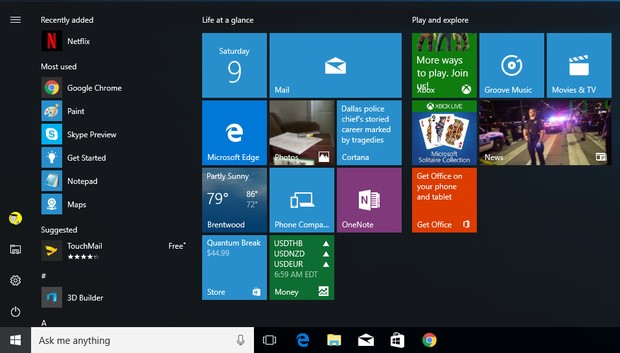 Recently added
Netflix
Most used
Google Chrome
Paint
Skype Preview
Get Started
Notepad
Maps
Suggested
TouchMail
Free*
#
3D Builder
A
Ask me anything
Life at a glance
Saturday
9
Mail
Microsoft Edge
Photos
Dallas police
chief's storied
career marked
by tragedies
Cortana
Partly Sunny
79°
86°
72°
Brentwood
Phone Compa...
OneNote
Quantum Break
$44.99
Store
USDTHB
USDNZD
USDEUR
6:59 AM EDT
Money
Play and explore
More ways
to play. Join
us!
Xbox
Groove Music
Movies & TV
XBOX LIVE
Microsoft
Solitaire Collection
News
Get Office on
your phone
and tablet
Get Office